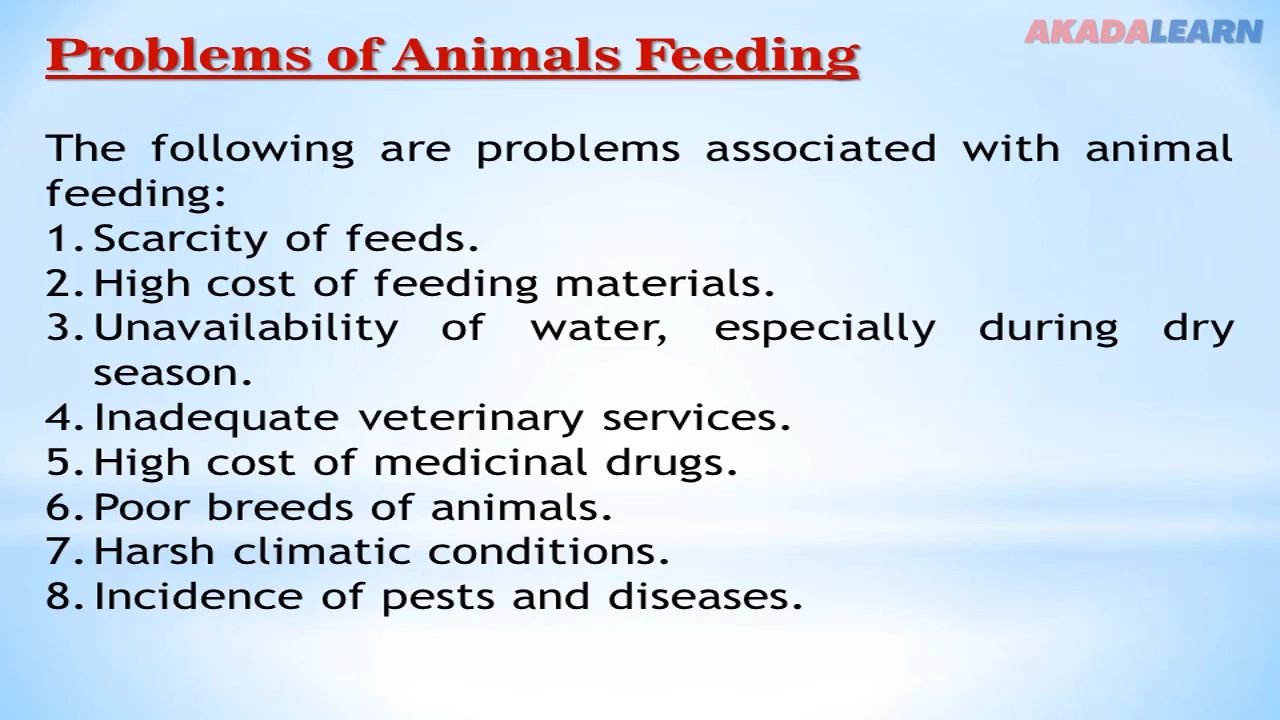 AKADALEARN
Problems of Animals Feeding
The following are problems associated with animal
feeding:
1. Scarcity of feeds.
2. High cost of feeding materials.
3. Unavailability of water, especially during dry
season.
4. Inadequate veterinary services.
5. High cost of medicinal drugs.
6. Poor breeds of animals.
7. Harsh climatic conditions.
8. Incidence of pests and diseases.